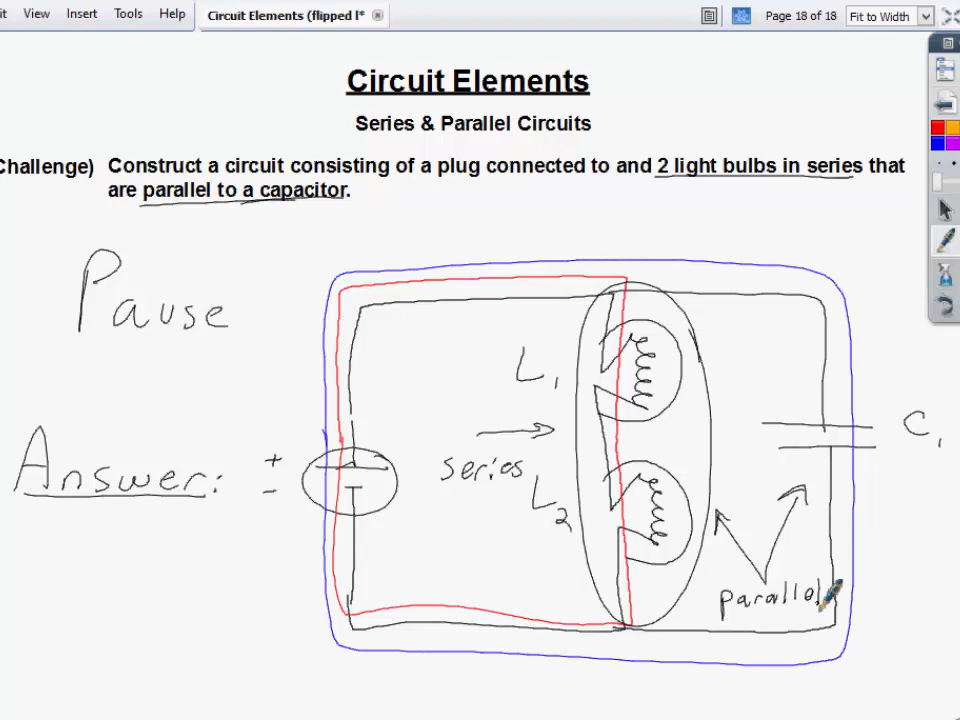 it View Insert Tools Help Circuit Elements (flipped l* Page 18 of 18 Fit to Width
Circuit Elements
Series & Parallel Circuits
Challenge) Construct a circuit consisting of a plug connected to and 2 light bulbs in series that
are parallel to a capacitor.
Pause
L1
C1
Answer: ±
-
series
L2
parallel